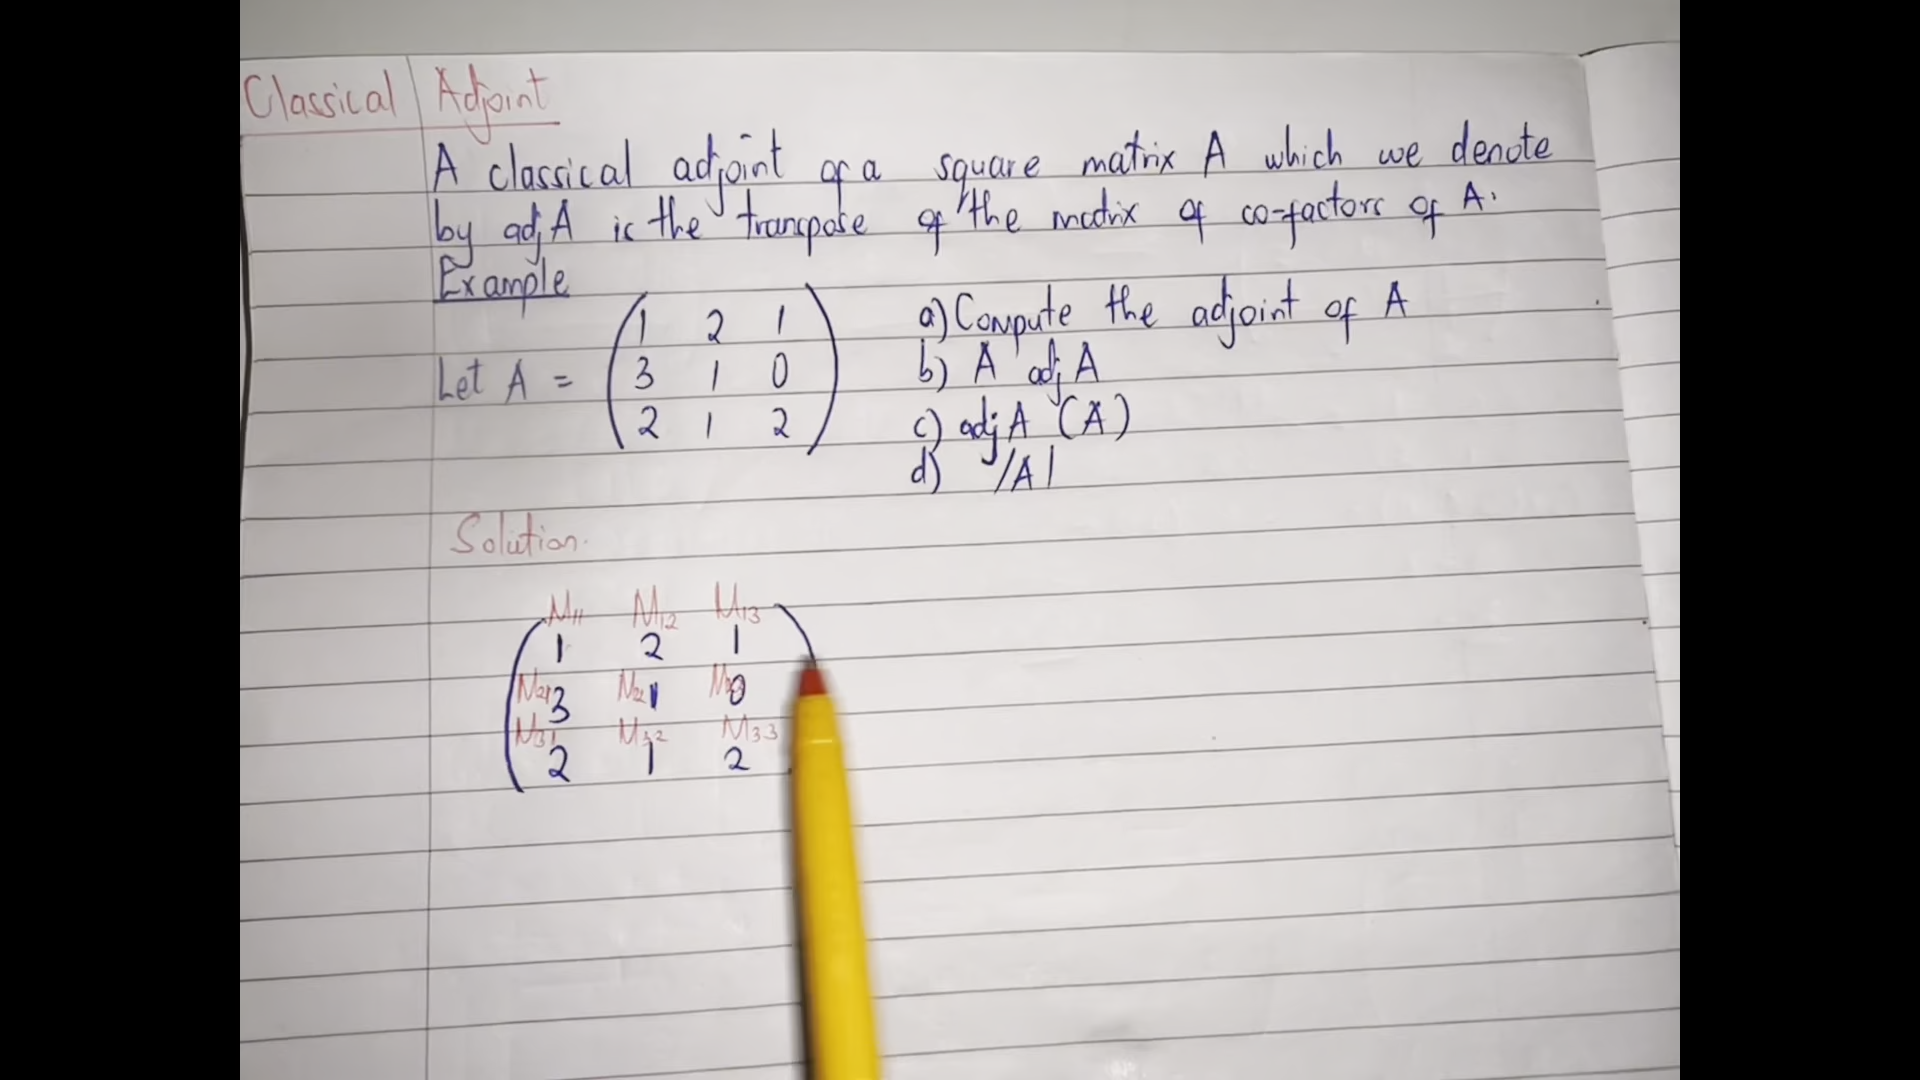 Classical Adjoint
A classical adjoint of a square matrix A which we denote
by adj A is the transpose of the matrix of co-factors of A.
Example
Let A = (1 2 1
3 1 0
2 1 2)
a) Compute the adjoint of A
b) A adj A
c) adj A (A)
d) |A|
Solution.
M11 M12 M13
1 2 1
M21 3 1 0
M31 M32 M33
2 1 2